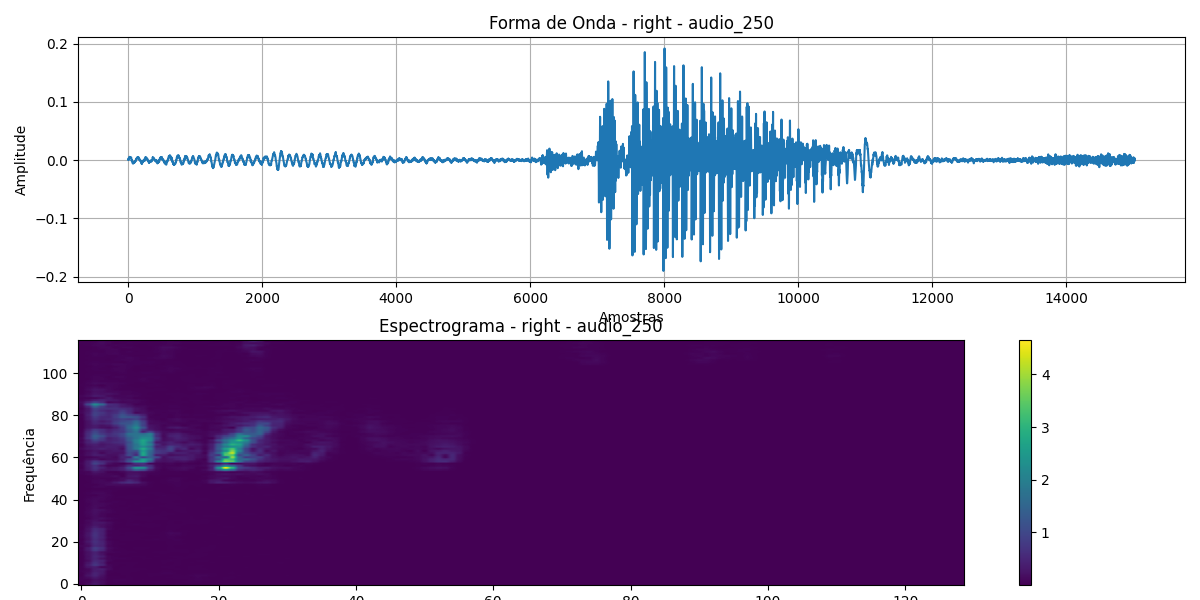 Forma de Onda - right - audio_250
0.2
0.1
0.0
−0.1
−0.2
Amplitude
0 2000 4000 6000 8000 10000 12000 14000
Amostras
Espectrograma - right - audio_250
100
80
60
40
20
0
Frequência
0 20 40 60 80 100 120
4
3
2
1